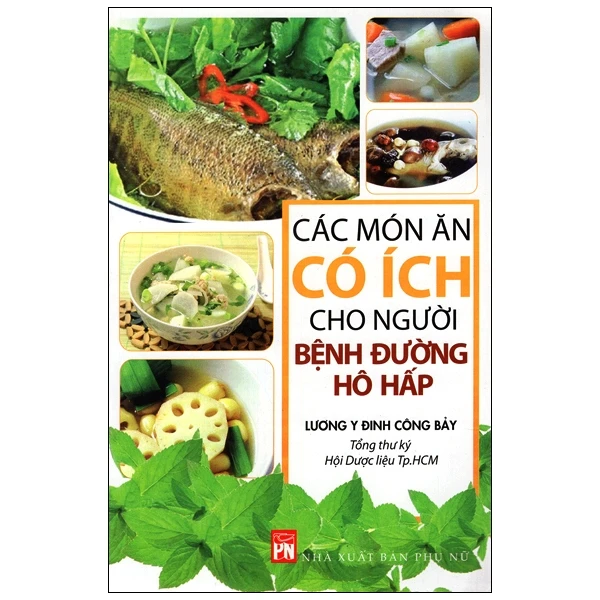 CÁC MÓN ĂN
CÓ ÍCH
CHO NGƯỜI
BỆNH ĐƯỜNG
HÔ HẤP
LƯƠNG Y ĐINH CÔNG BẢY
Tổng thư ký
Hội Dược liệu Tp.HCM
PN
NHÀ XUẤT BẢN PHỤ NỮ